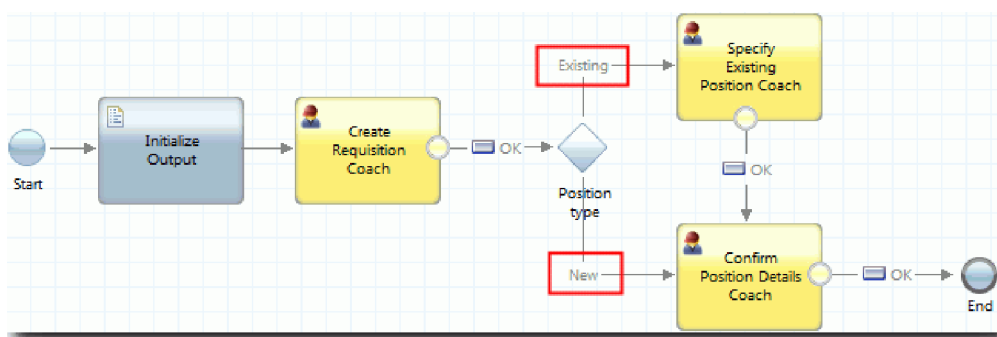 Start
Initialize
Output
Create
Requisition
Coach
OK
Position
type
Existing
Specify
Existing
Position Coach
OK
New
Confirm
Position Details
Coach
OK
End